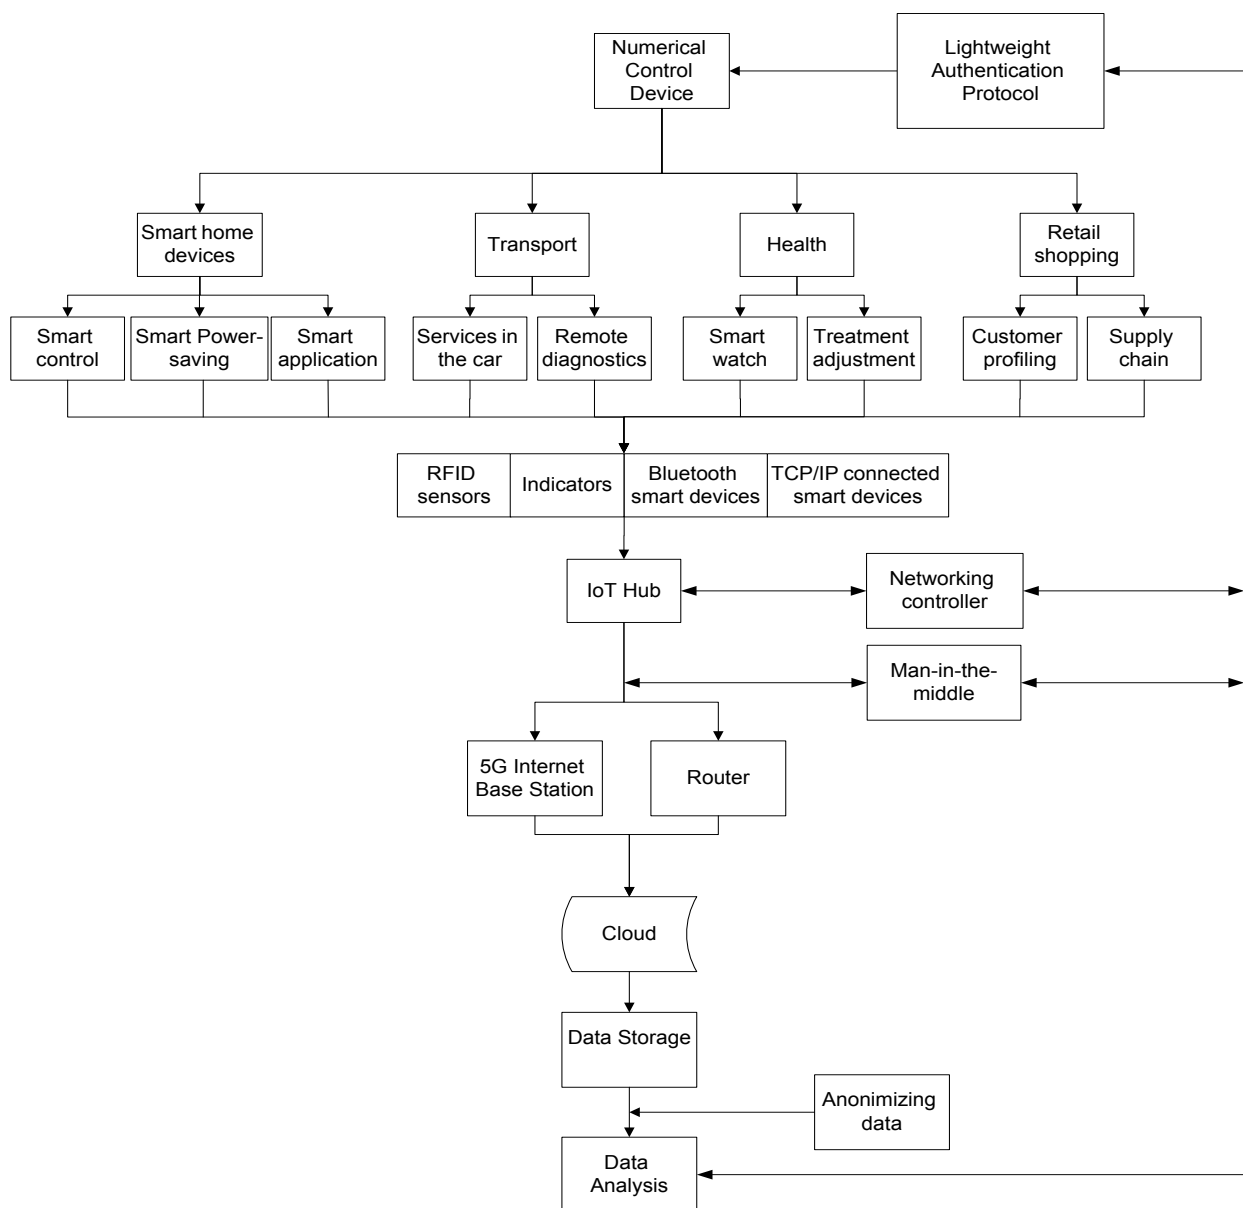 Numerical
Control
Device
Lightweight
Authentication
Protocol
Smart home
devices
Transport
Health
Retail
shopping
Smart
control
Smart Power-
saving
Smart
application
Services in
the car
Remote
diagnostics
Smart
watch
Treatment
adjustment
Customer
profiling
Supply
chain
RFID
sensors
Indicators
Bluetooth
smart devices
TCP/IP connected
smart devices
IoT Hub
Networking
controller
Man-in-the-
middle
5G Internet
Base Station
Router
Cloud
Data Storage
Anonimizing
data
Data
Analysis